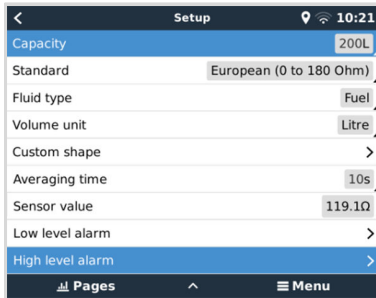 Setup 10:21
Capacity 200L
Standard European (0 to 180 Ohm)
Fluid type Fuel
Volume unit Litre
Custom shape
Averaging time 10s
Sensor value 119.1Ω
Low level alarm
High level alarm
Pages Menu